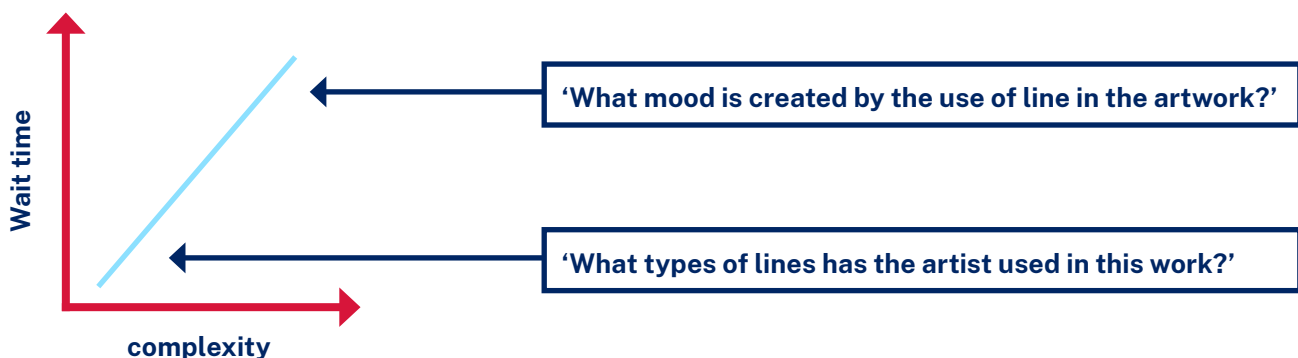 Wait time
‘What mood is created by the use of line in the artwork?’
‘What types of lines has the artist used in this work?’
complexity